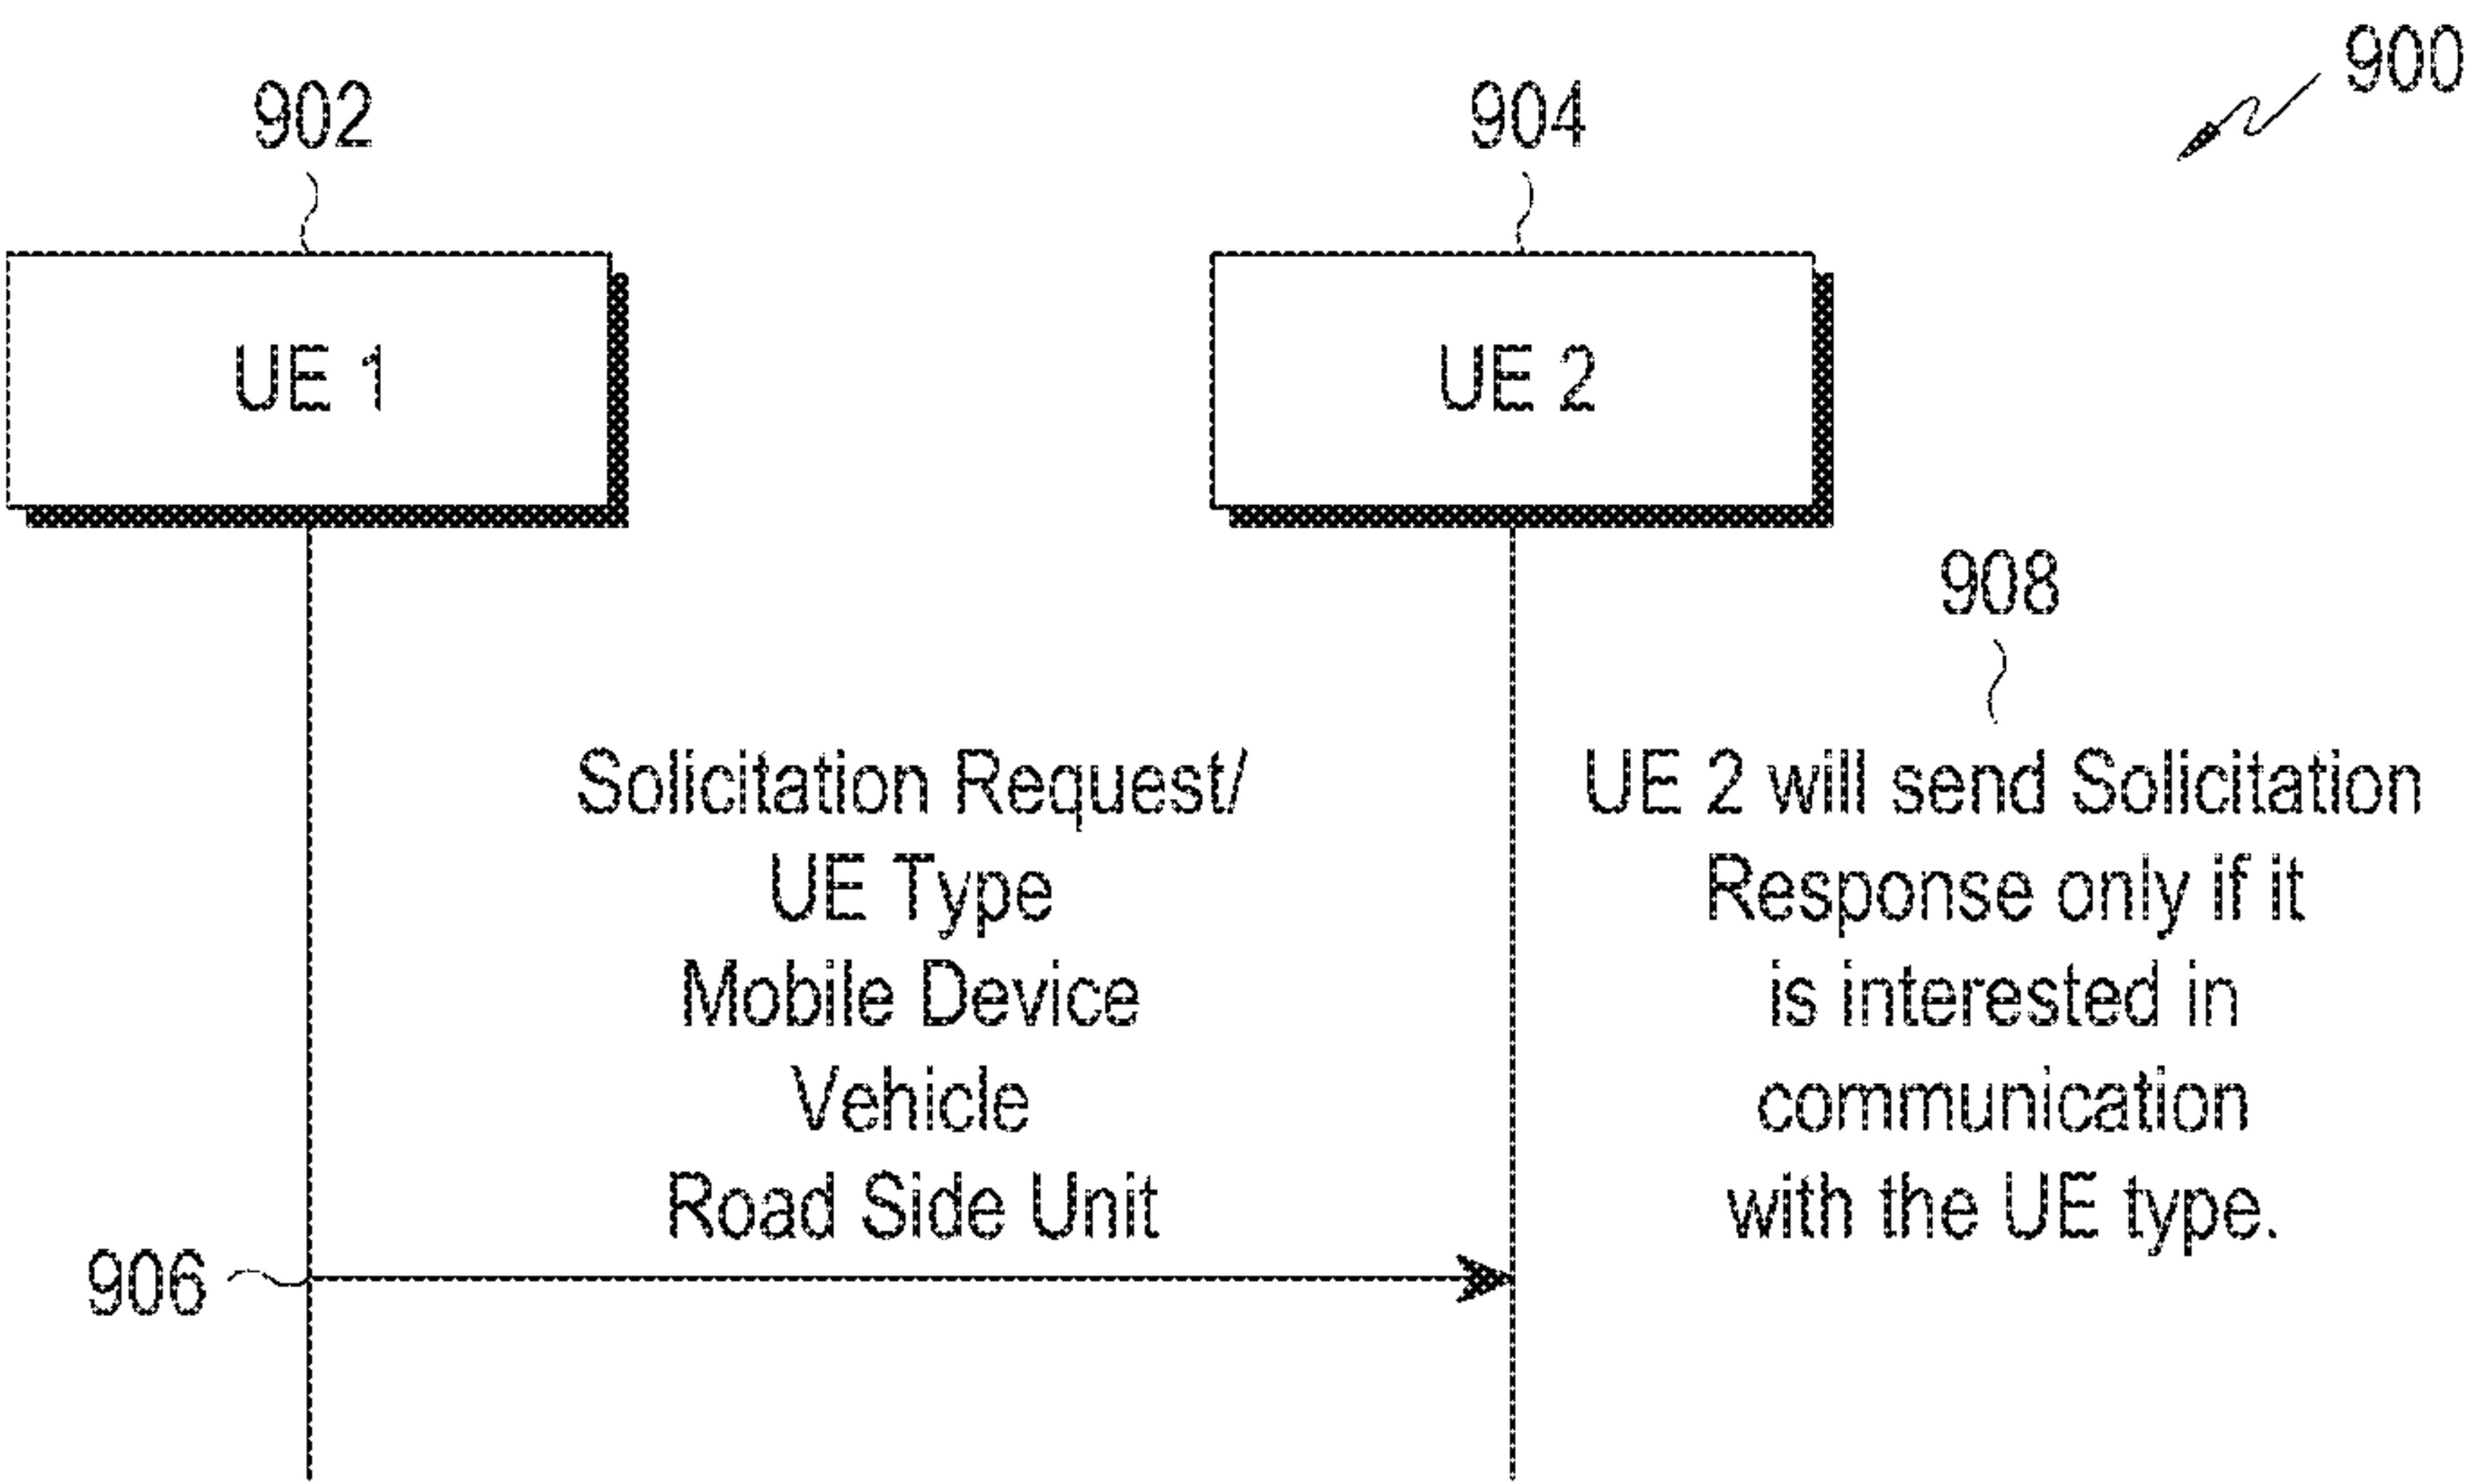 900
902
904
UE 1
UE 2
908
Solicitation Request/
UE Type
Mobile Device
Vehicle
Road Side Unit
UE 2 will send Solicitation
Response only if it
is interested in
communication
with the UE type.
906